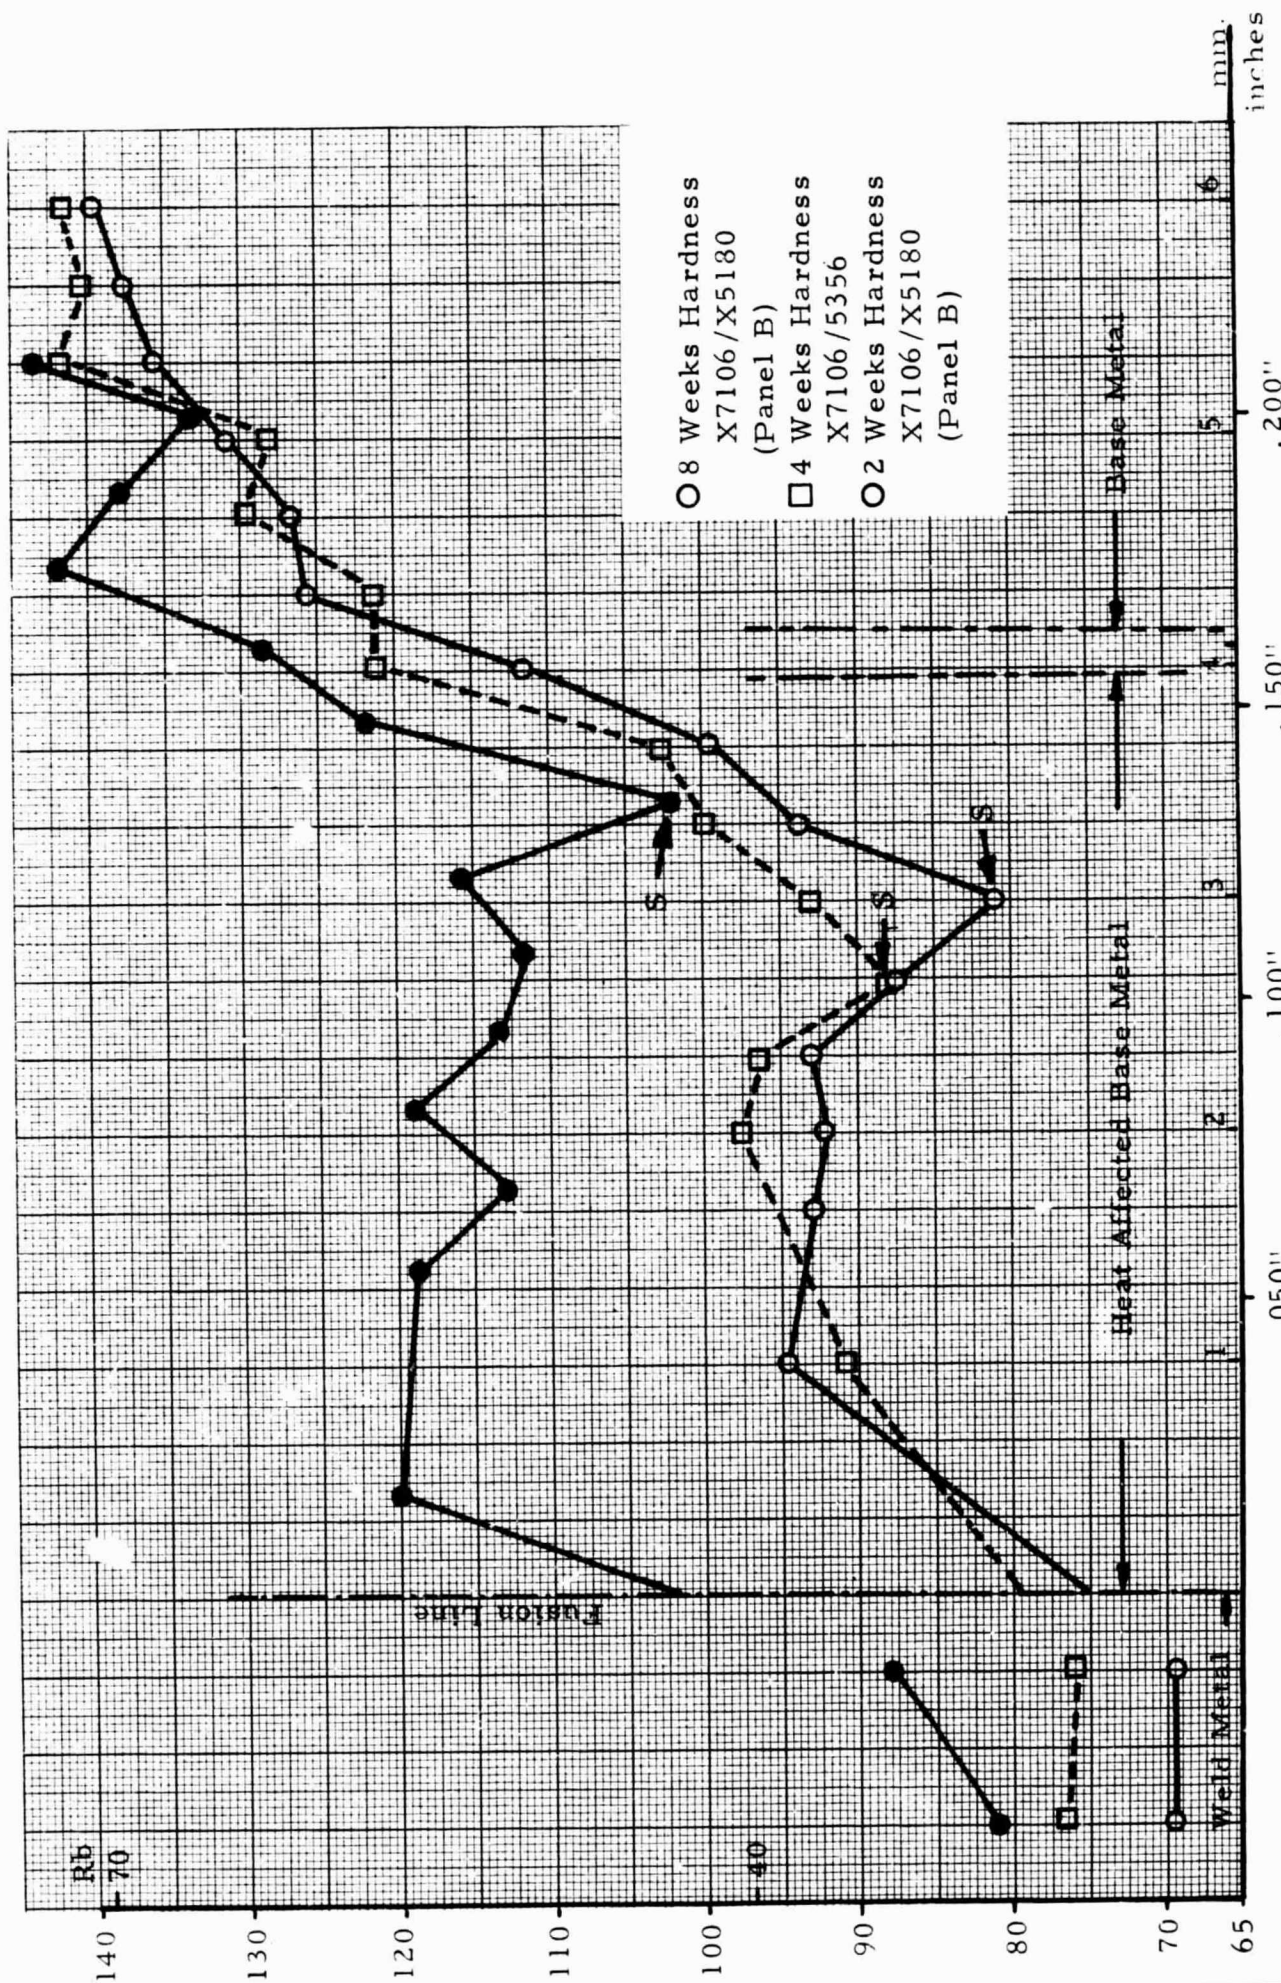 Rb
70
40
140
130
120
110
100
90
80
70
65
Fusion Line
Weld Metal
Heat Affected Base Metal
Base Metal
S
S
S
8 Weeks Hardness
X7106/X5180
(Panel B)
4 Weeks Hardness
X7106/5356
2 Weeks Hardness
X7106/X5180
(Panel B)
1
2
3
4
5
6
mm.
.050"
.100"
.150"
.200"
inches